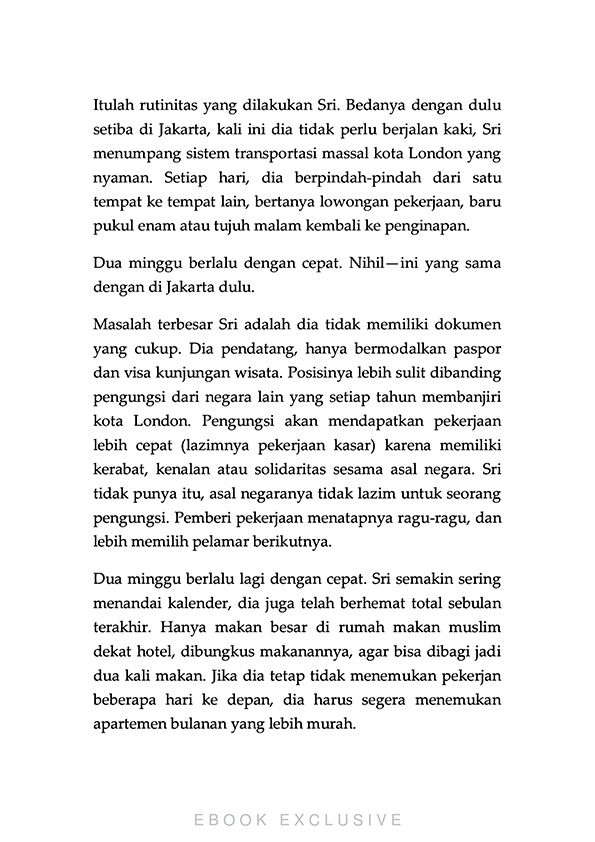 Itulah rutinitas yang dilakukan Sri. Bedanya dengan dulu
setiba di Jakarta, kali ini dia tidak perlu berjalan kaki, Sri
menumpang sistem transportasi massal kota London yang
nyaman. Setiap hari, dia berpindah-pindah dari satu
tempat ke tempat lain, bertanya lowongan pekerjaan, baru
pukul enam atau tujuh malam kembali ke penginapan.
Dua minggu berlalu dengan cepat. Nihil—ini yang sama
dengan di Jakarta dulu.
Masalah terbesar Sri adalah dia tidak memiliki dokumen
yang cukup. Dia pendatang, hanya bermodalkan paspor
dan visa kunjungan wisata. Posisinya lebih sulit dibanding
pengungsi dari negara lain yang setiap tahun membanjiri
kota London. Pengungsi akan mendapatkan pekerjaan
lebih cepat (lazimnya pekerjaan kasar) karena memiliki
kerabat, kenalan atau solidaritas sesama asal negara. Sri
tidak punya itu, asal negaranya tidak lazim untuk seorang
pengungsi. Pemberi pekerjaan menatapnya ragu-ragu, dan
lebih memilih pelamar berikutnya.
Dua minggu berlalu lagi dengan cepat. Sri semakin sering
menandai kalender, dia juga telah berhemat total sebulan
terakhir. Hanya makan besar di rumah makan muslim
dekat hotel, dibungkus makanannya, agar bisa dibagi jadi
dua kali makan. Jika dia tetap tidak menemukan pekerjan
beberapa hari ke depan, dia harus segera menemukan
apartemen bulanan yang lebih murah.
EBOOK EXCLUSIVE